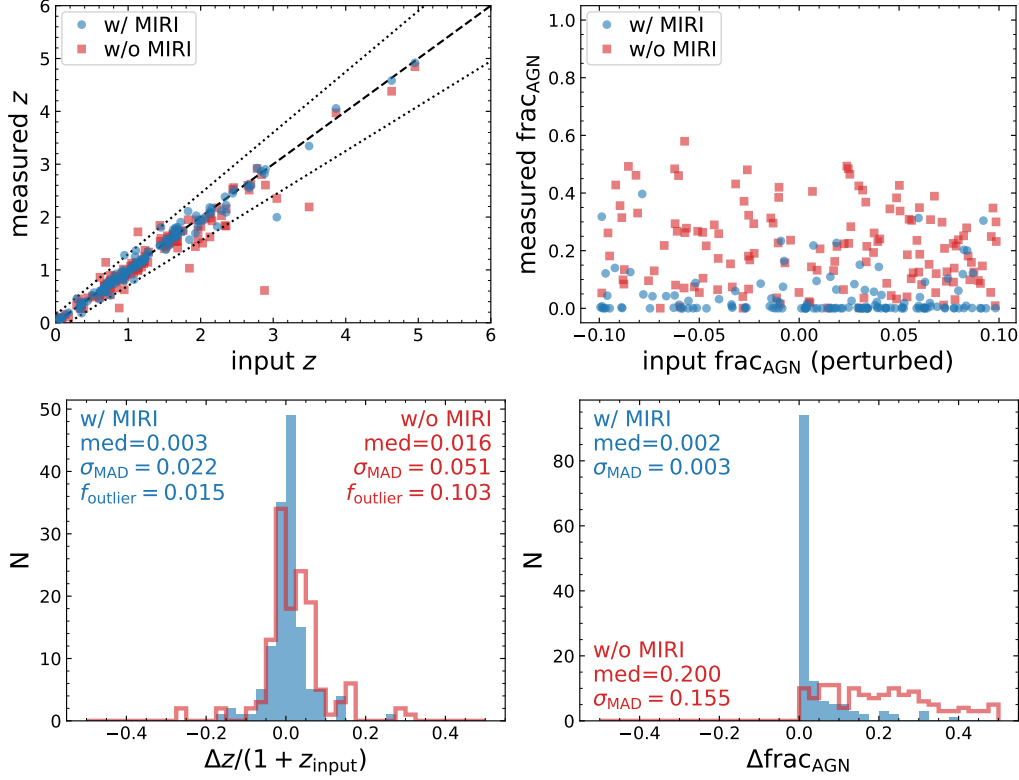 w/ MIRI
w/o MIRI
measured z
6
5
4
3
2
1
0
0 1 2 3 4 5 6
input z
w/ MIRI
w/o MIRI
measured frac_AGN
1.0
0.8
0.6
0.4
0.2
0.0
−0.10 −0.05 0.00 0.05 0.10
input frac_AGN (perturbed)
w/ MIRI
med=0.003
σ_MAD = 0.022
f_outlier = 0.015
w/o MIRI
med=0.016
σ_MAD = 0.051
f_outlier = 0.103
N
50
40
30
20
10
0
−0.4 −0.2 0.0 0.2 0.4
Δz/(1 + z_input)
w/ MIRI
med=0.002
σ_MAD = 0.003
w/o MIRI
med=0.200
σ_MAD = 0.155
N
80
60
40
20
0
−0.4 −0.2 0.0 0.2 0.4
Δfrac_AGN